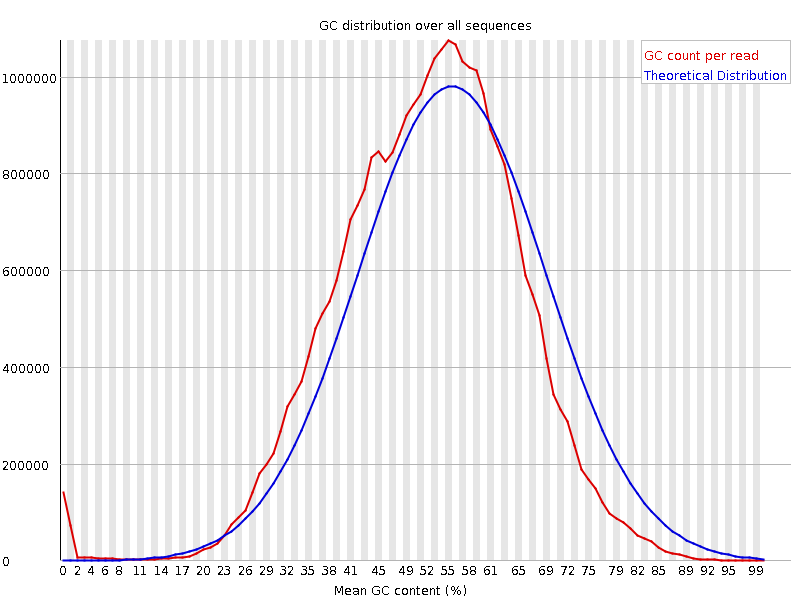 GC distribution over all sequences
GC count per read
Theoretical Distribution
1000000
800000
600000
400000
200000
0
0 2 4 6 8 11 14 17 20 23 26 29 32 35 38 41 45 49 52 55 58 61 65 69 72 75 79 82 85 89 92 95 99
Mean GC content (%)